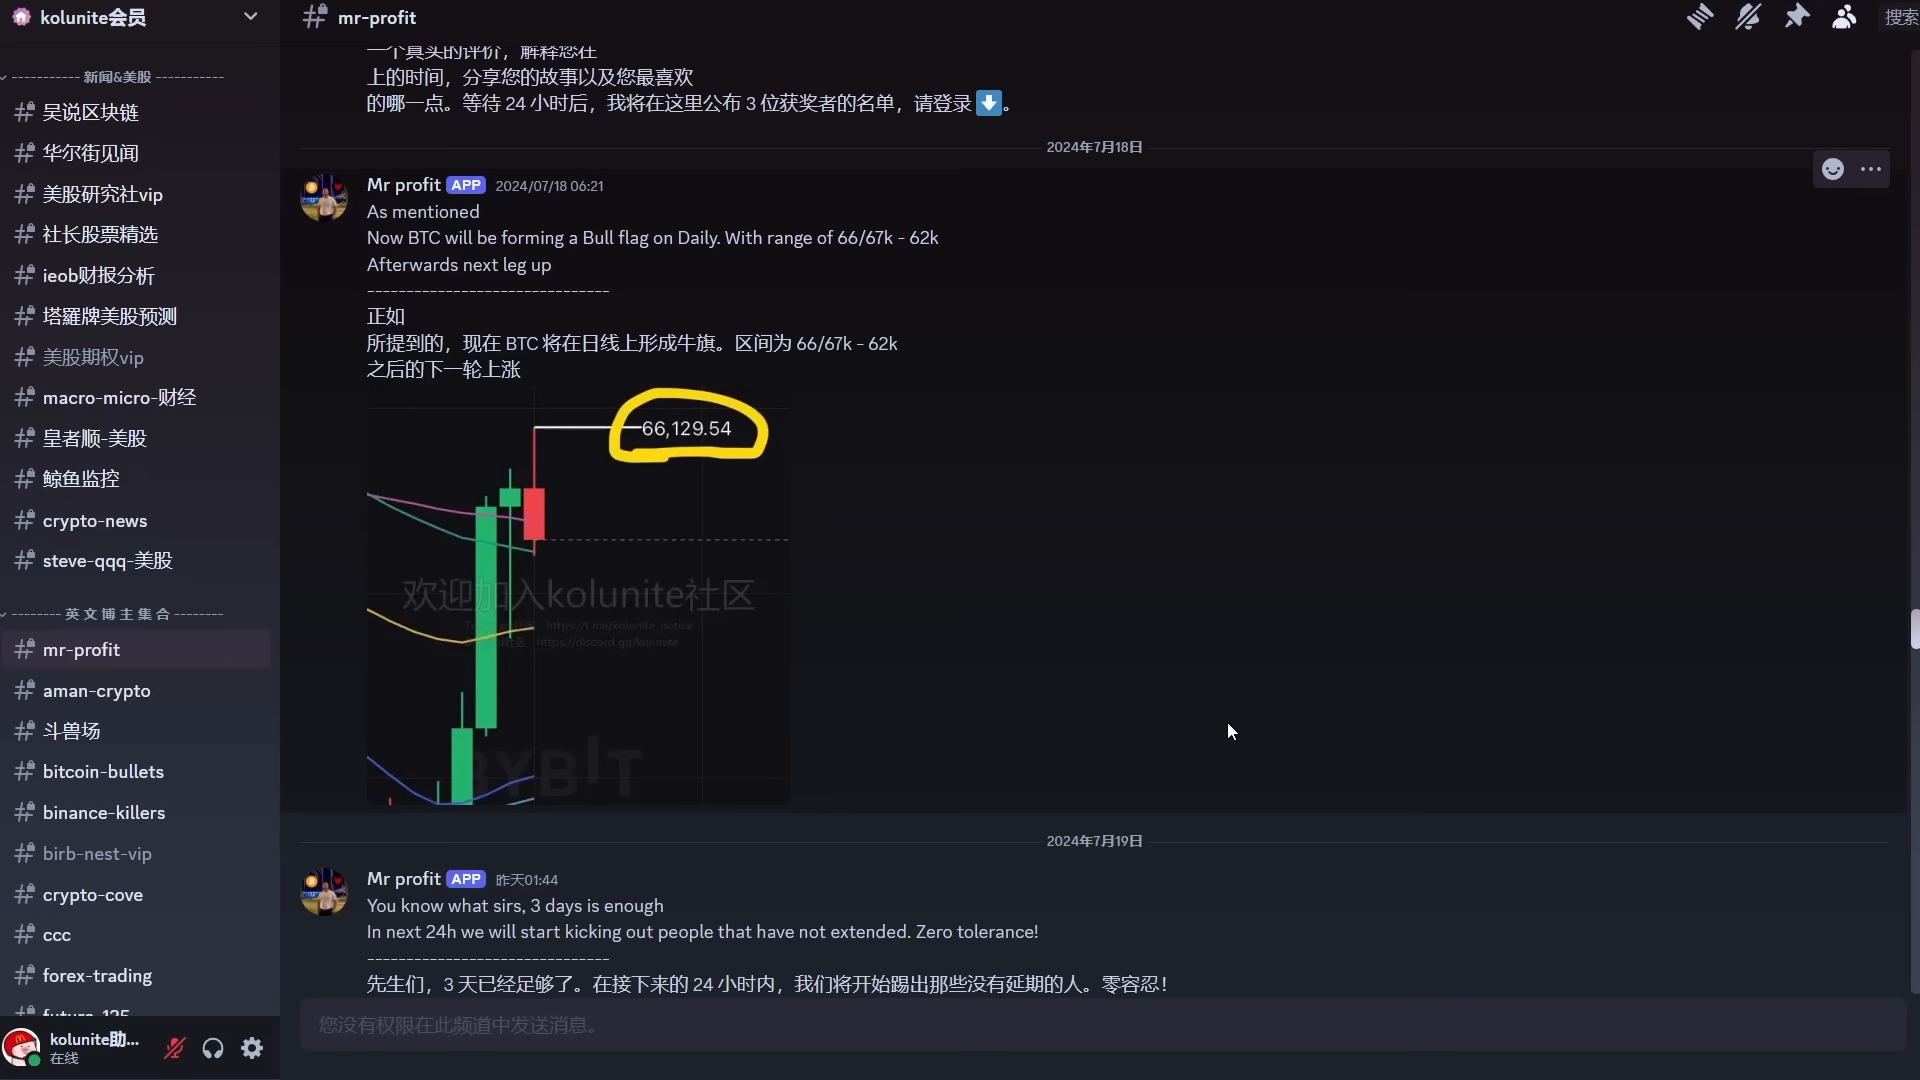 kolunite会员
mr-profit
搜索
----------- 新闻&美股 -----------
吴说区块链
华尔街见闻
美股研究社vip
社长股票精选
ieob财报分析
塔羅牌美股预测
美股期权vip
macro-micro-财经
皇者顺-美股
鲸鱼监控
crypto-news
steve-qqq-美股
-------- 英 文 博 主 集 合 --------
mr-profit
aman-crypto
斗兽场
bitcoin-bullets
binance-killers
birb-nest-vip
crypto-cove
ccc
forex-trading
kolunite助...
在线
一个真实的评价，解释您在
上的时间，分享您的故事以及您最喜欢
的哪一点。等待 24 小时后，我将在这里公布 3 位获奖者的名单，请登录 ⬇️。
2024年7月18日
Mr profit APP 2024/07/18 06:21
As mentioned
Now BTC will be forming a Bull flag on Daily. With range of 66/67k - 62k
Afterwards next leg up
-------------------------------
正如
所提到的，现在 BTC 将在日线上形成牛旗。区间为 66/67k - 62k
之后的下一轮上涨
66,129.54
欢迎加入kolunite社区
https://t.me/kolunite_notice
https://discord.gg/kolunite
BYBIT
2024年7月19日
Mr profit APP 昨天01:44
You know what sirs, 3 days is enough
In next 24h we will start kicking out people that have not extended. Zero tolerance!
-------------------------------
先生们，3 天已经足够了。在接下来的 24 小时内，我们将开始踢出那些没有延期的人。零容忍！
您没有权限在此频道中发送消息。